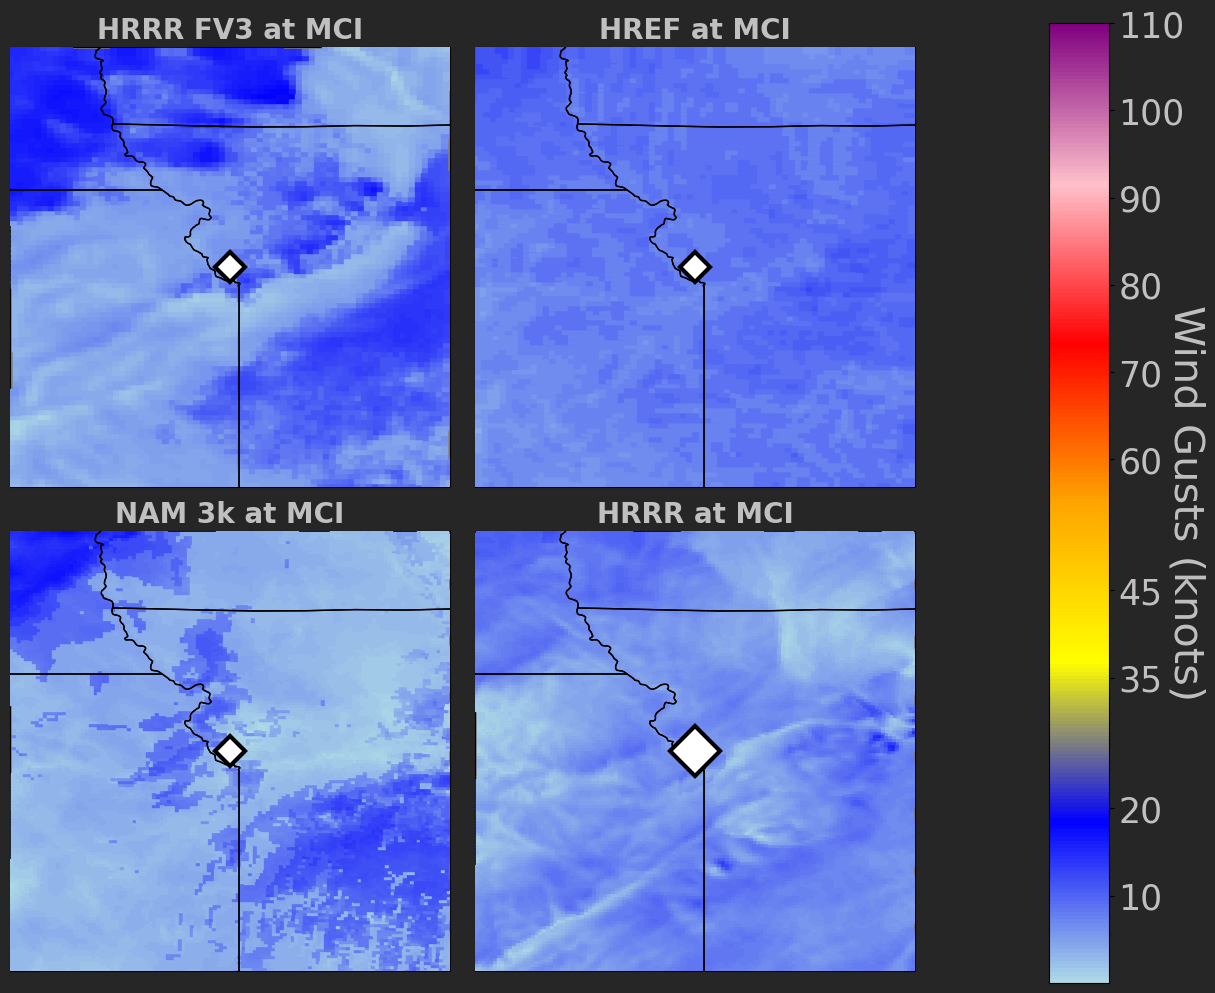 HRRR FV3 at MCI
HREF at MCI
NAM 3k at MCI
HRRR at MCI
110
100
90
80
70
60
45
35
20
10
Wind Gusts (knots)